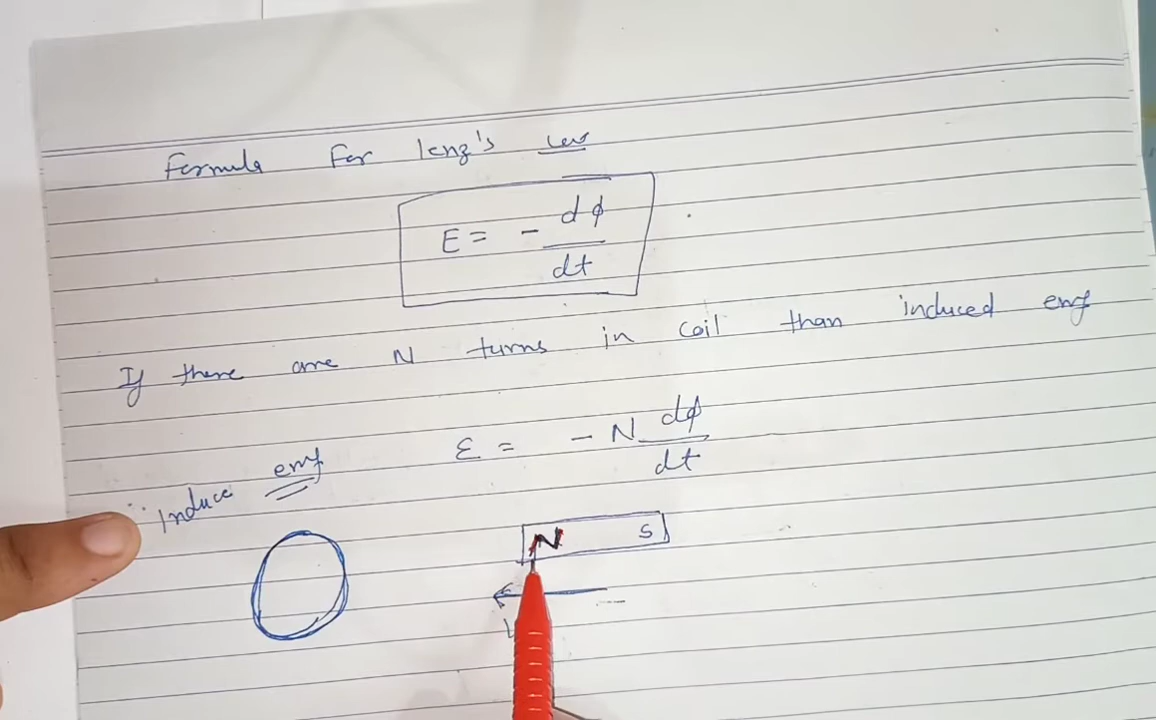 Formula For lenz's law
E = - dϕ/dt
If there are N turns in coil than induced emf
ε = - N dϕ/dt
induce emf
N S